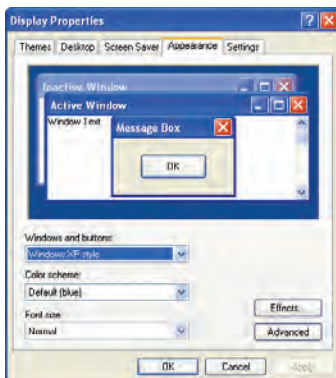 Display Properties
Themes Desktop Screen Saver Appearance Settings
Inactive Window
Active Window
Window Text
Message Box
OK
Windows and buttons:
Windows XP style
Color scheme:
Default (blue)
Font size
Normal
Effects
Advanced
OK Cancel Apply